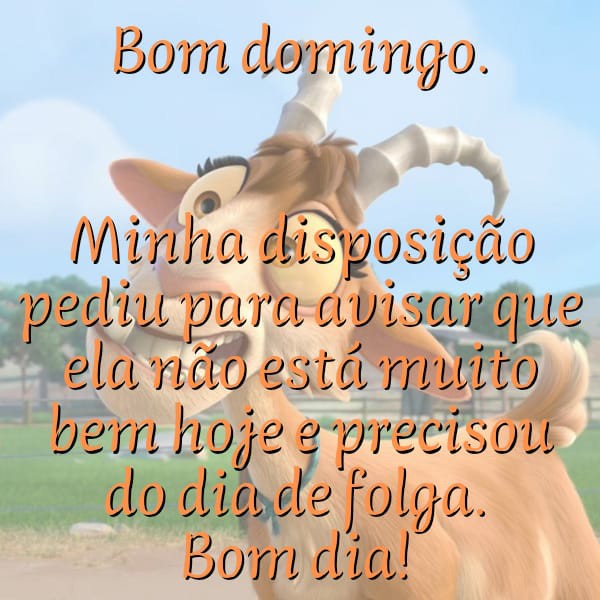 Bom domingo.
Minha disposição
pediu para avisar que
ela não está muito
bem hoje e precisou
do dia de folga.
Bom dia!